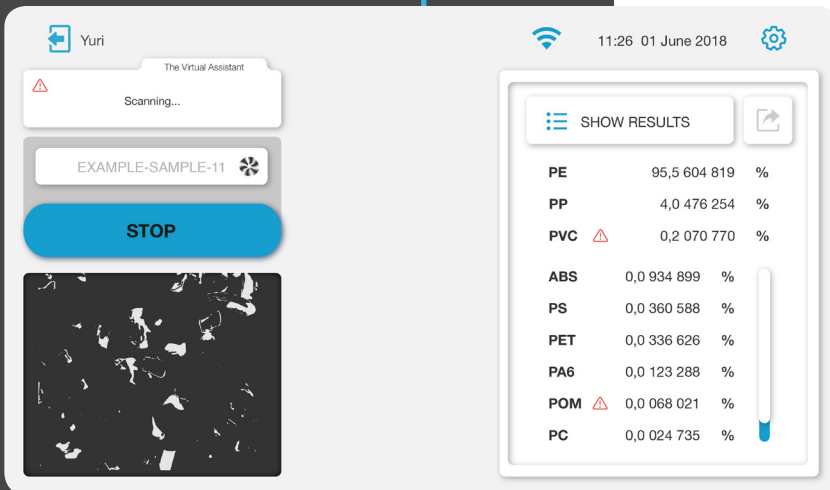 Yuri
11:26 01 June 2018
The Virtual Assistant
Scanning...
EXAMPLE-SAMPLE-11
STOP
SHOW RESULTS
PE 95,5 604 819 %
PP 4,0 476 254 %
PVC 0,2 070 770 %
ABS 0,0 934 899 %
PS 0,0 360 588 %
PET 0,0 336 626 %
PA6 0,0 123 288 %
POM 0,0 068 021 %
PC 0,0 024 735 %